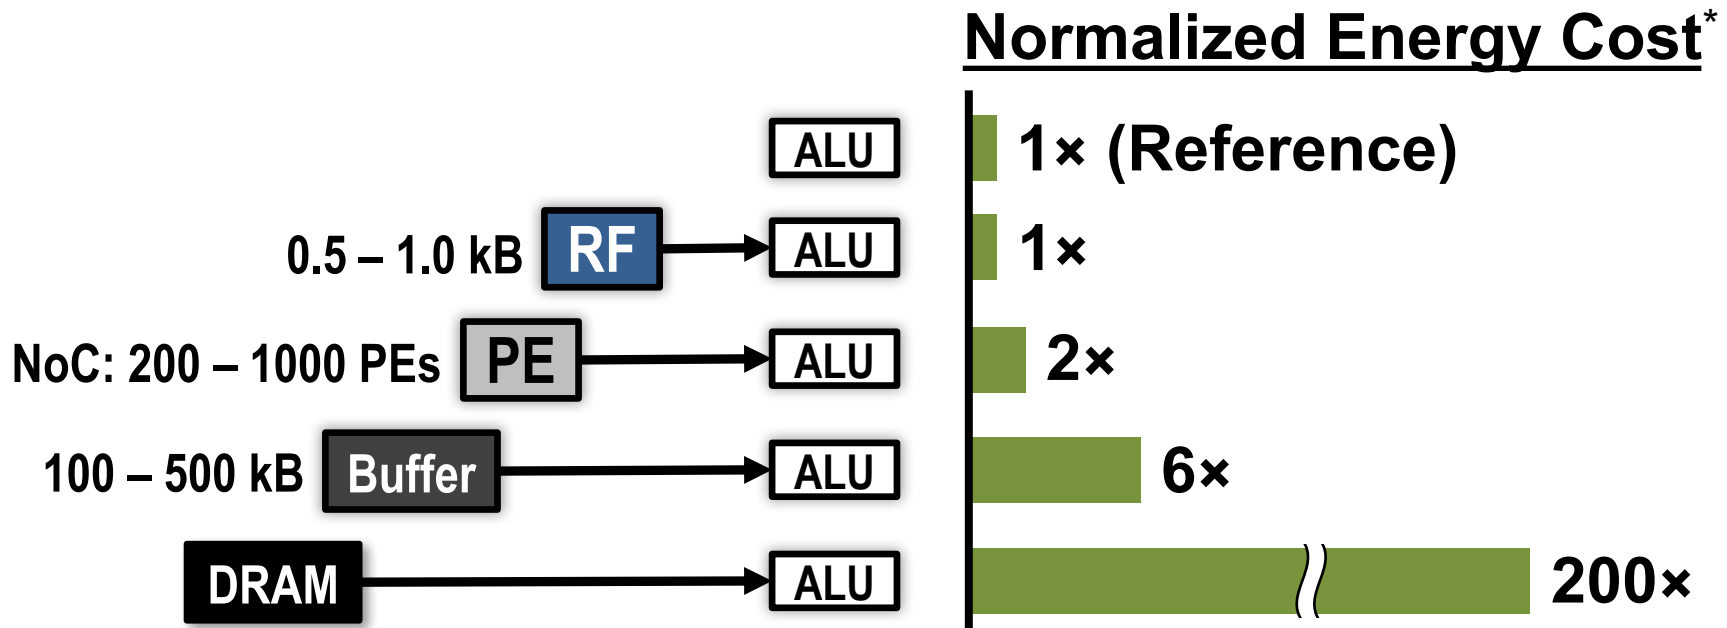 Normalized Energy Cost*
ALU 1× (Reference)
0.5 – 1.0 kB RF ALU 1×
NoC: 200 – 1000 PEs PE ALU 2×
100 – 500 kB Buffer ALU 6×
DRAM ALU 200×